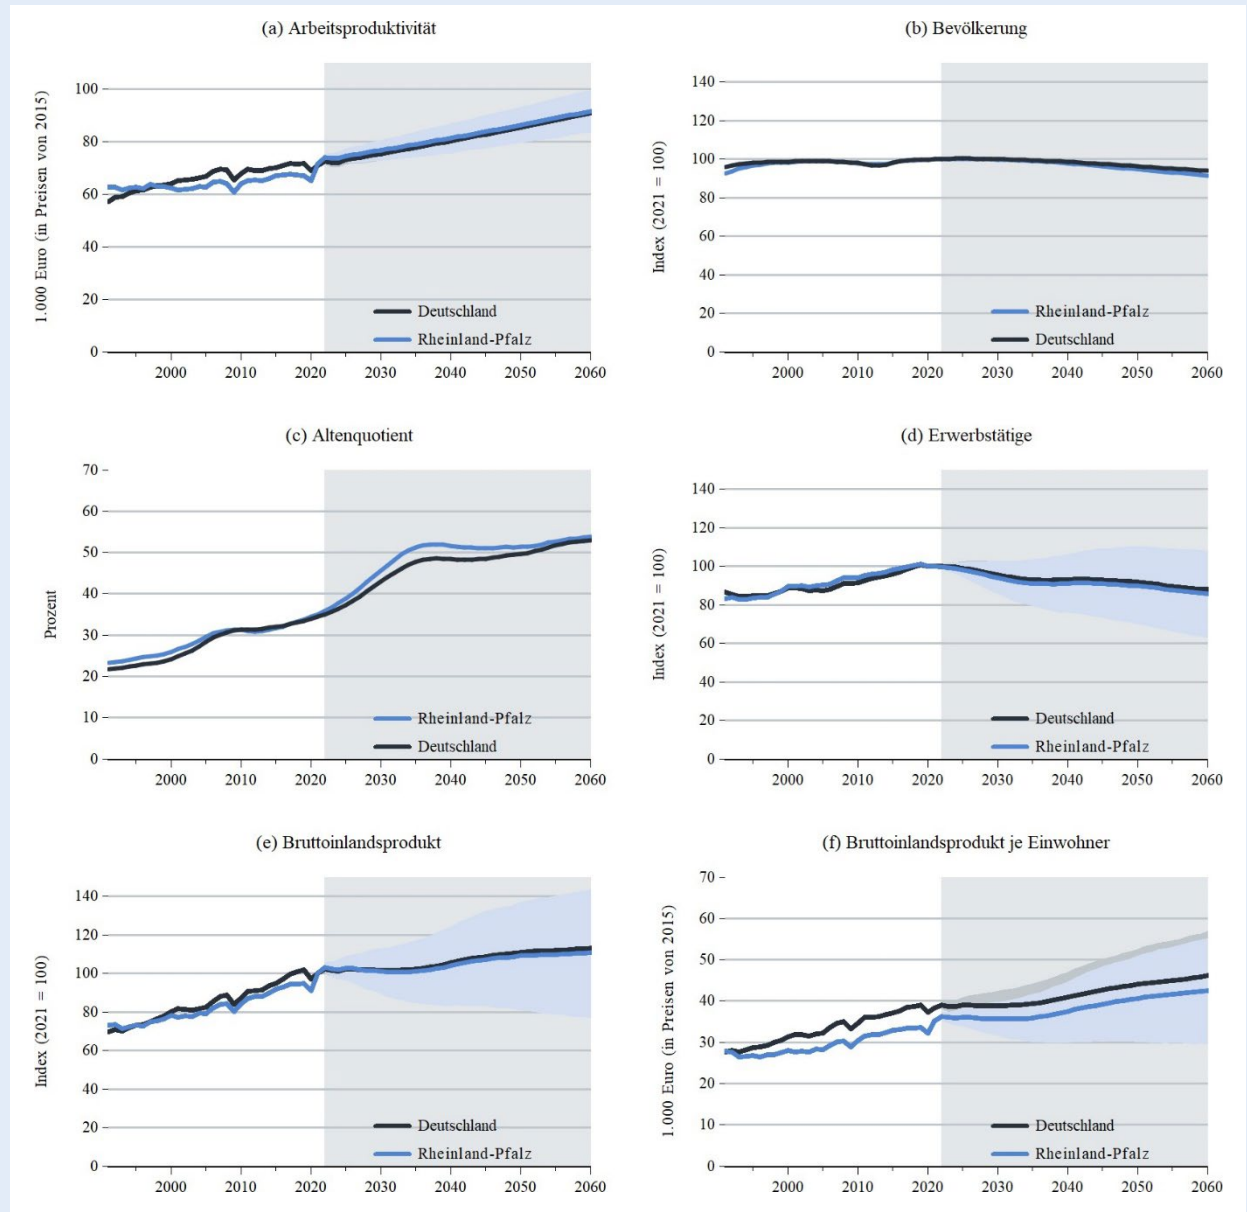 (a) Arbeitsproduktivität
1.000 Euro (in Preisen von 2015)
100
80
60
40
20
0
Deutschland
Rheinland-Pfalz
2000 2010 2020 2030 2040 2050 2060
(b) Bevölkerung
Index (2021 = 100)
140
120
100
80
60
40
20
0
Rheinland-Pfalz
Deutschland
2000 2010 2020 2030 2040 2050 2060
(c) Altenquotient
Prozent
70
60
50
40
30
20
10
0
Rheinland-Pfalz
Deutschland
2000 2010 2020 2030 2040 2050 2060
(d) Erwerbstätige
Index (2021 = 100)
140
120
100
80
60
40
20
0
Deutschland
Rheinland-Pfalz
2000 2010 2020 2030 2040 2050 2060
(e) Bruttoinlandsprodukt
Index (2021 = 100)
140
120
100
80
60
40
20
0
Deutschland
Rheinland-Pfalz
2000 2010 2020 2030 2040 2050 2060
(f) Bruttoinlandsprodukt je Einwohner
1.000 Euro (in Preisen von 2015)
70
60
50
40
30
20
10
0
Deutschland
Rheinland-Pfalz
2000 2010 2020 2030 2040 2050 2060